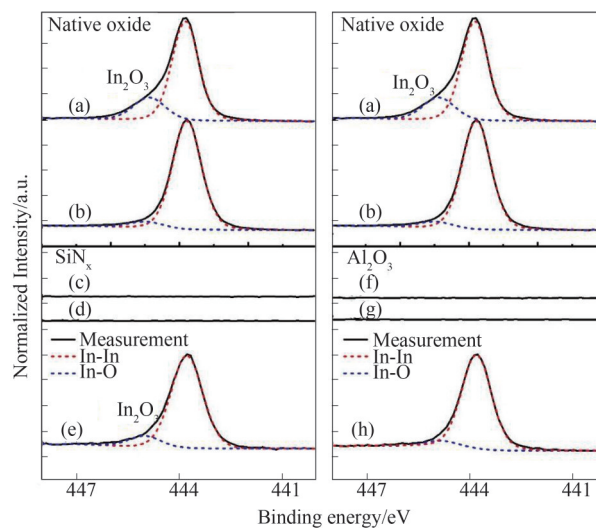 Native oxide
In₂O₃
(a)
(b)
SiNₓ
(c)
(d)
Measurement
In-In
In-O
In₂O₃
(e)
Native oxide
In₂O₃
(a)
(b)
Al₂O₃
(f)
(g)
Measurement
In-In
In-O
(h)
447 444 441
447 444 441
Normalized Intensity/a.u.
Binding energy/eV